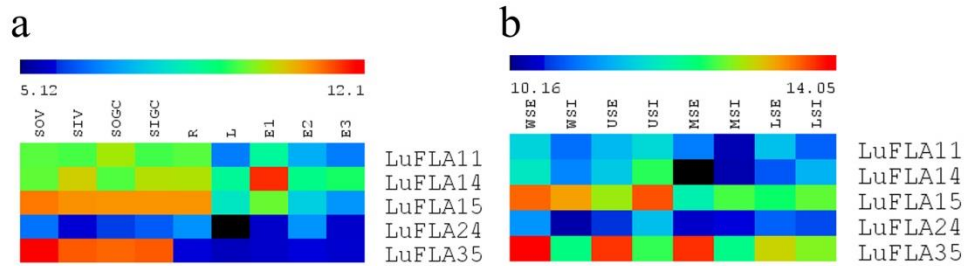 a
5.12 12.1
SOV SIV SOGC SIGC R L E1 E2 E3
LuFLA11
LuFLA14
LuFLA15
LuFLA24
LuFLA35
b
10.16 14.05
WSE WSI USE USI MSE MSI LSE LSI
LuFLA11
LuFLA14
LuFLA15
LuFLA24
LuFLA35